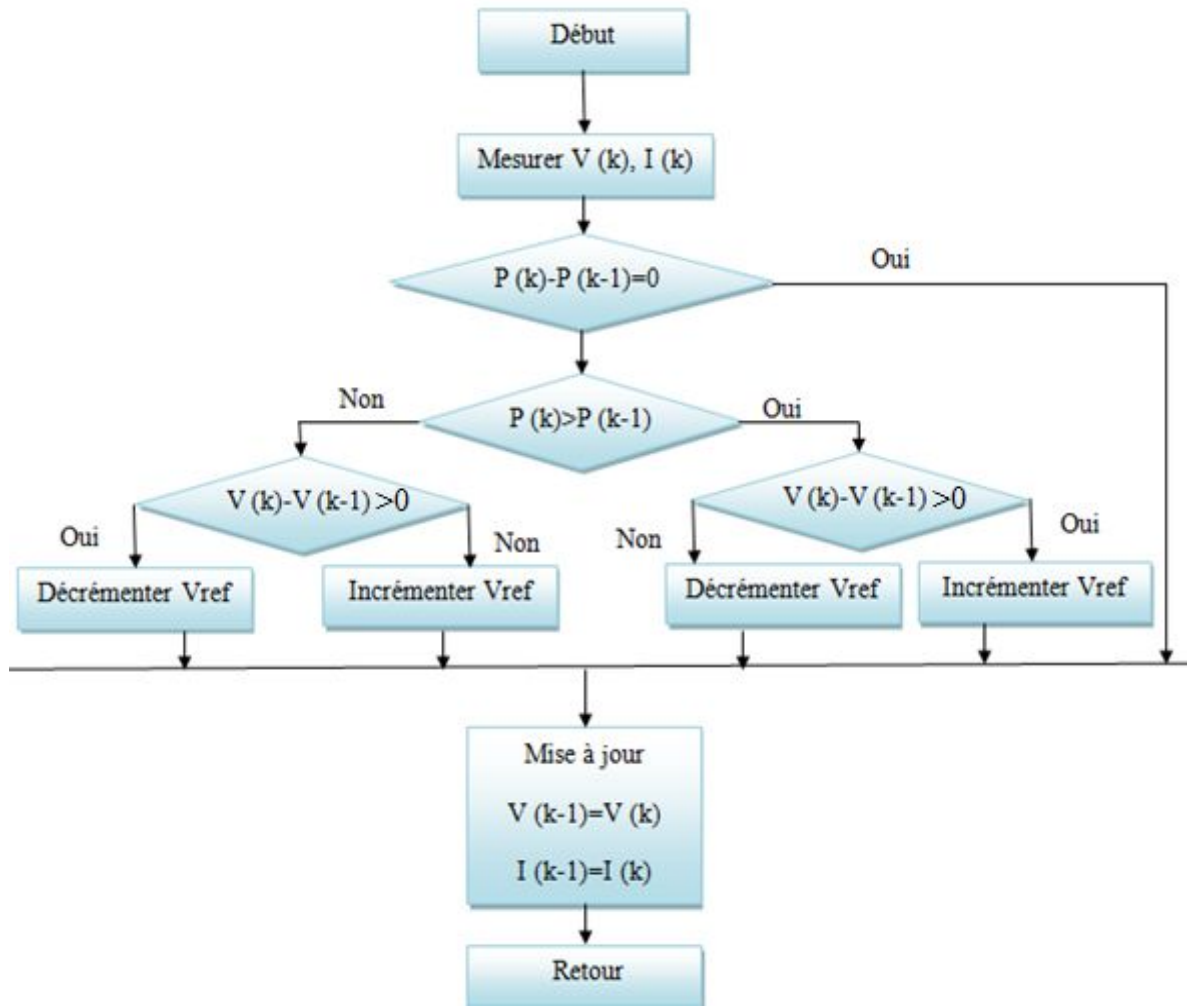 Début
Mesurer V (k), I (k)
P (k)-P (k-1)=0
Oui
P (k)>P (k-1)
Non
Oui
V (k)-V (k-1) >0
V (k)-V (k-1) >0
Oui
Non
Non
Oui
Décrémenter Vref
Incrémenter Vref
Décrémenter Vref
Incrémenter Vref
Mise à jour
V (k-1)=V (k)
I (k-1)=I (k)
Retour